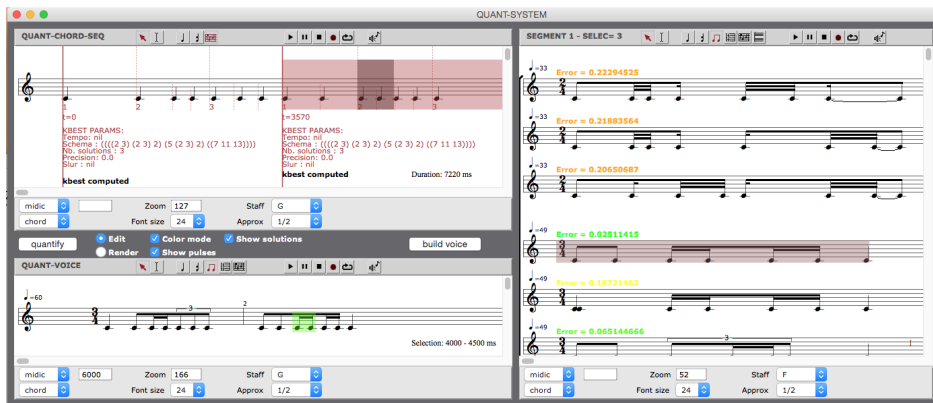 QUANT-SYSTEM
QUANT-CHORD-SEQ
1 2 3 1 2 3
t=0 t=3570
KBEST PARAMS: KBEST PARAMS:
Tempo: nil Tempo: nil
Schema : ((((2 3) (2 3) 2) (5 (2 3) 2) ((7 11 13)))) Schema : ((((2 3) (2 3) 2) (5 (2 3) 2) ((7 11 13))))
Nb. solutions : 3 Nb. solutions : 3
Precision: 0.0 Precision: 0.0
Slur : nil Slur : nil
kbest computed kbest computed Duration: 7220 ms
midic Zoom 127 Staff G
chord Font size 24 Approx 1/2
quantify Edit Color mode Show solutions build voice
Render Show pulses
QUANT-VOICE
=60
3 2
3
4
Selection: 4000 - 4500 ms
midic 6000 Zoom 166 Staff G
chord Font size 24 Approx 1/2
SEGMENT 1 - SELEC= 3
=33 Error = 0.22294525
2
4
=33 Error = 0.21883564
2
4
=33 Error = 0.20650687
2
4
=49 Error = 0.02511415
3
4
=49 Error = 0.18721462
3
4
=49 Error = 0.065144666
3
3
4
midic Zoom 52 Staff F
chord Font size 24 Approx 1/2